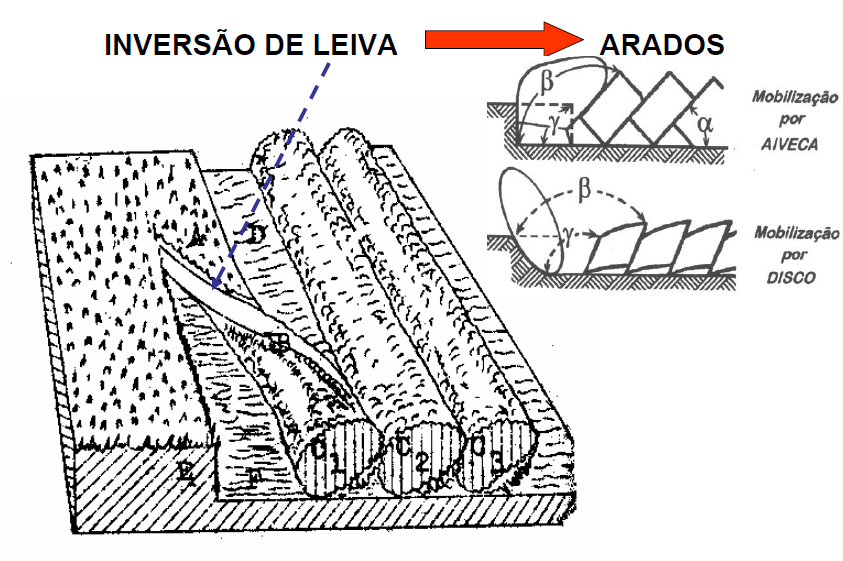 INVERSÃO DE LEIVA ARADOS
β
γ
α
Mobilização
por
AIVECA
β
γ
Mobilização
por
DISCO
A
D
B
C1 C2 C3
E F